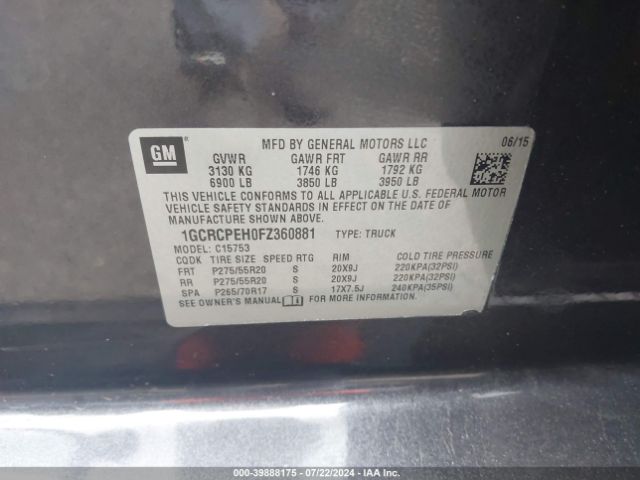 GM ®
MFD BY GENERAL MOTORS LLC 06/15
GVWR GAWR FRT GAWR RR
3130 KG 1746 KG 1792 KG
6900 LB 3850 LB 3950 LB
THIS VEHICLE CONFORMS TO ALL APPLICABLE U.S. FEDERAL MOTOR
VEHICLE SAFETY STANDARDS IN EFFECT ON THE DATE OF
MANUFACTURE SHOWN ABOVE.
1GCRCPEH0FZ360881 TYPE: TRUCK
MODEL: C15753
CQDK TIRE SIZE SPEED RTG RIM COLD TIRE PRESSURE
FRT P275/55R20 S 20X9J 220KPA(32PSI)
RR P275/55R20 S 20X9J 220KPA(32PSI)
SPA P265/70R17 S 17X7.5J 240KPA(35PSI)
SEE OWNER'S MANUAL FOR MORE INFORMATION.
000-39888175 • 07/22/2024 • IAA Inc.